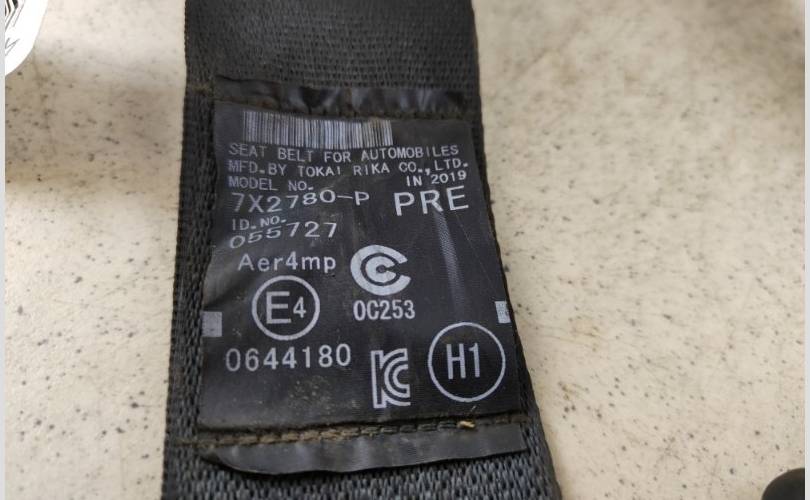 SEAT BELT FOR AUTOMOBILES
MFD.BY TOKAI RIKA CO.,LTD.
MODEL NO. IN 2019
7X2780-P PRE
ID.NO.
055727
Aer4mp
E4 0C253
0644180 H1